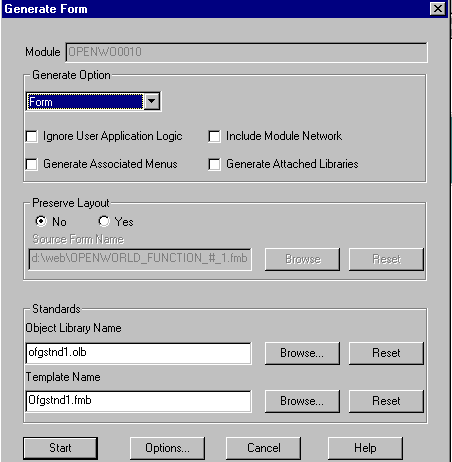 Generate Form
Module OPENWO0010
Generate Option
Form
Ignore User Application Logic Include Module Network
Generate Associated Menus Generate Attached Libraries
Preserve Layout
No Yes
Source Form Name
d:\web\OPENWORLD_FUNCTION_#_1.fmb Browse Reset
Standards
Object Library Name
ofgstnd1.olb Browse... Reset
Template Name
Ofgstnd1.fmb Browse... Reset
Start Options... Cancel Help